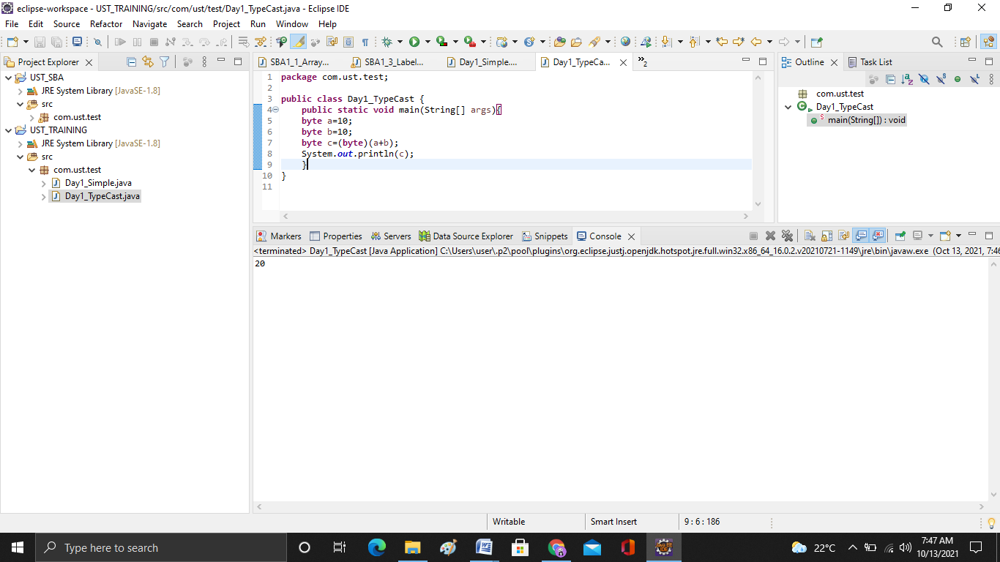 eclipse-workspace - UST_TRAINING/src/com/ust/test/Day1_TypeCast.java - Eclipse IDE
File Edit Source Refactor Navigate Search Project Run Window Help
Project Explorer
UST_SBA
JRE System Library [JavaSE-1.8]
src
com.ust.test
UST_TRAINING
JRE System Library [JavaSE-1.8]
src
com.ust.test
Day1_Simple.java
Day1_TypeCast.java
SBA1_1_Array... SBA1_3_Label... Day1_Simple.... Day1_TypeCa... »2
1 package com.ust.test;
2
3 public class Day1_TypeCast {
4 public static void main(String[] args){
5 byte a=10;
6 byte b=10;
7 byte c=(byte)(a+b);
8 System.out.println(c);
9 }
10 }
11
Outline Task List
com.ust.test
Day1_TypeCast
main(String[]) : void
Markers Properties Servers Data Source Explorer Snippets Console
<terminated> Day1_TypeCast [Java Application] C:\Users\user\.p2\pool\plugins\org.eclipse.justj.openjdk.hotspot.jre.full.win32.x86_64_16.0.2.v20210721-1149\jre\bin\javaw.exe (Oct 13, 2021, 7:46
20
Writable Smart Insert 9 : 6 : 186
Type here to search
22°C
7:47 AM
10/13/2021